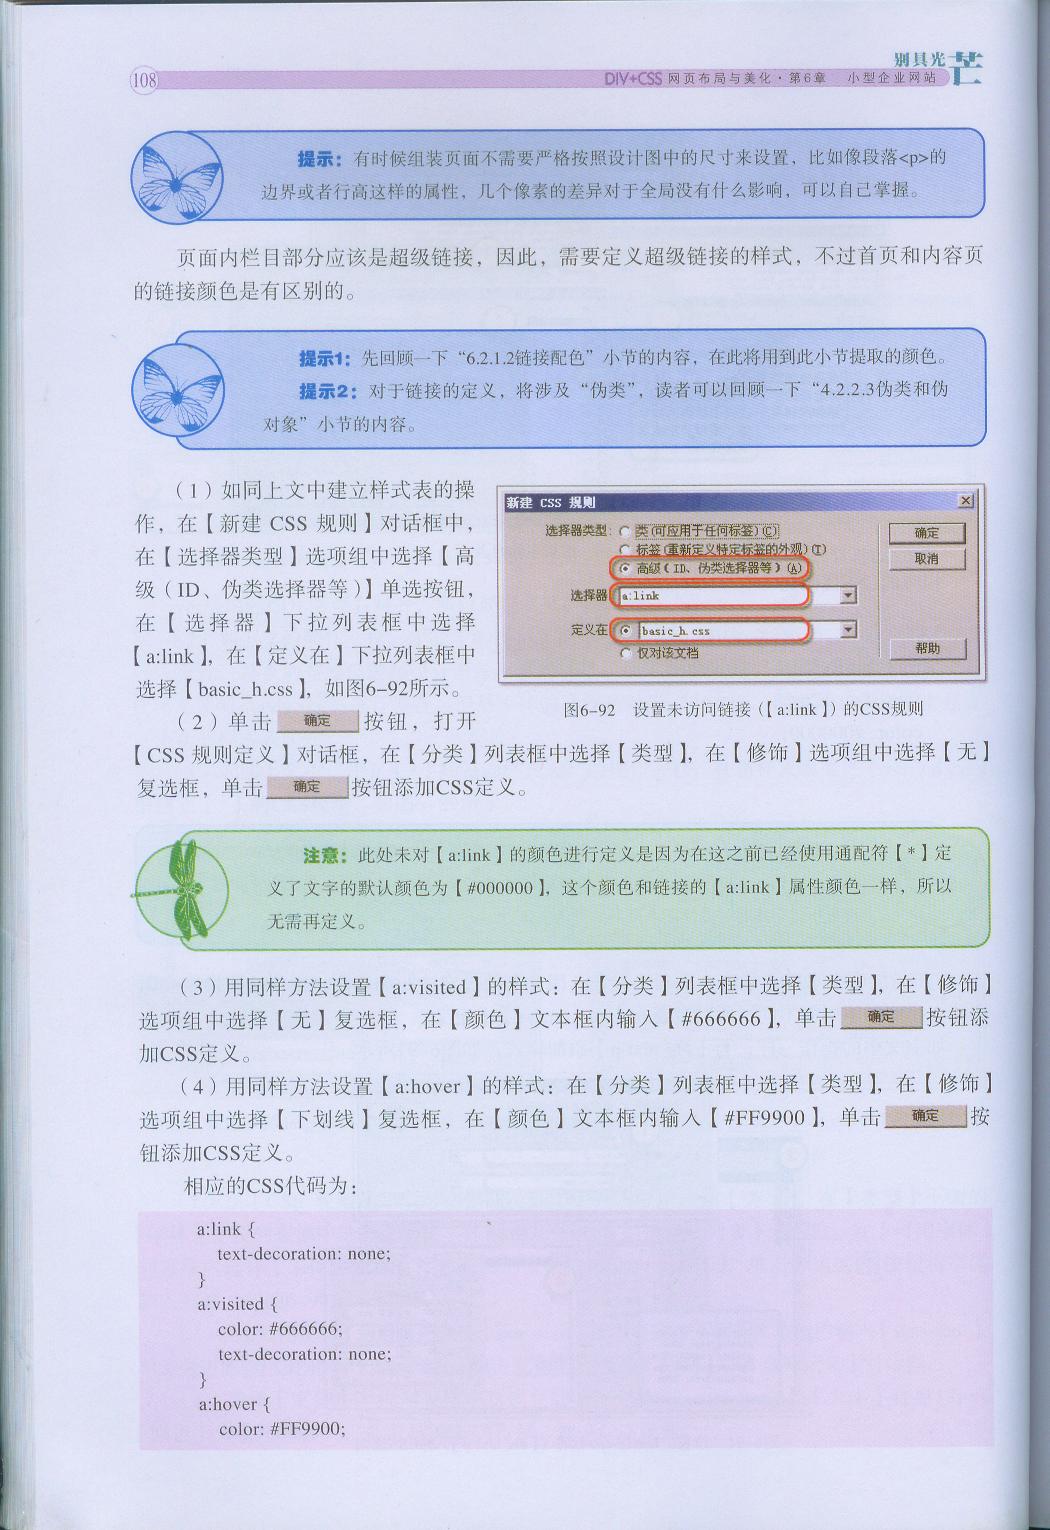 108
别具光芒
DIV+CSS 网页布局与美化·第6章 小型企业网站
提示：有时候组装页面不需要严格按照设计图中的尺寸来设置，比如像段落<p>的
边界或者行高这样的属性，几个像素的差异对于全局没有什么影响，可以自己掌握。
页面内栏目部分应该是超级链接，因此，需要定义超级链接的样式，不过首页和内容页
的链接颜色是有区别的。
提示1：先回顾一下“6.2.1.2链接配色”小节的内容，在此将用到此小节提取的颜色。
提示2：对于链接的定义，将涉及“伪类”，读者可以回顾一下“4.2.2.3伪类和伪
对象”小节的内容。
（1）如同上文中建立样式表的操
作，在【新建 CSS 规则】对话框中，
在【选择器类型】选项组中选择【高
级（ID、伪类选择器等）】单选按钮，
在【选择器】下拉列表框中选择
【a:link】，在【定义在】下拉列表框中
选择【basic_h.css】，如图6-92所示。
新建 CSS 规则
选择器类型：
类(可应用于任何标签)(C)
标签(重新定义特定标签的外观)(T)
高级(ID、伪类选择器等)(A)
选择器
a:link
定义在
basic_h.css
仅对该文档
确定
取消
帮助
图6-92 设置未访问链接（【a:link】）的CSS规则
（2）单击 确定 按钮，打开
【CSS 规则定义】对话框，在【分类】列表框中选择【类型】，在【修饰】选项组中选择【无】
复选框，单击 确定 按钮添加CSS定义。
注意：此处未对【a:link】的颜色进行定义是因为在这之前已经使用通配符【*】定
义了文字的默认颜色为【#000000】，这个颜色和链接的【a:link】属性颜色一样，所以
无需再定义。
（3）用同样方法设置【a:visited】的样式：在【分类】列表框中选择【类型】，在【修饰】
选项组中选择【无】复选框，在【颜色】文本框内输入【#666666】，单击 确定 按钮添
加CSS定义。
（4）用同样方法设置【a:hover】的样式：在【分类】列表框中选择【类型】，在【修饰】
选项组中选择【下划线】复选框，在【颜色】文本框内输入【#FF9900】，单击 确定 按
钮添加CSS定义。
相应的CSS代码为：
a:link {
text-decoration: none;
}
a:visited {
color: #666666;
text-decoration: none;
}
a:hover {
color: #FF9900;